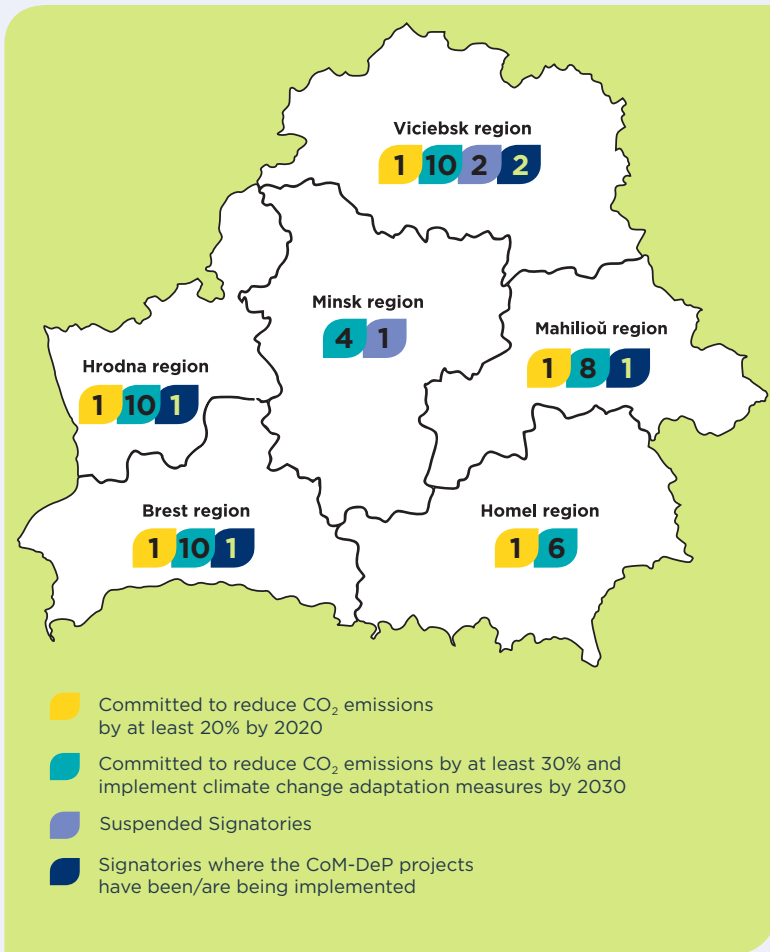 Viciebsk region
1 10 2 2
Minsk region
4 1
Mahilioŭ region
1 8 1
Hrodna region
1 10 1
Brest region
1 10 1
Homel region
1 6
Committed to reduce CO₂ emissions
by at least 20% by 2020
Committed to reduce CO₂ emissions by at least 30% and
implement climate change adaptation measures by 2030
Suspended Signatories
Signatories where the CoM-DeP projects
have been/are being implemented